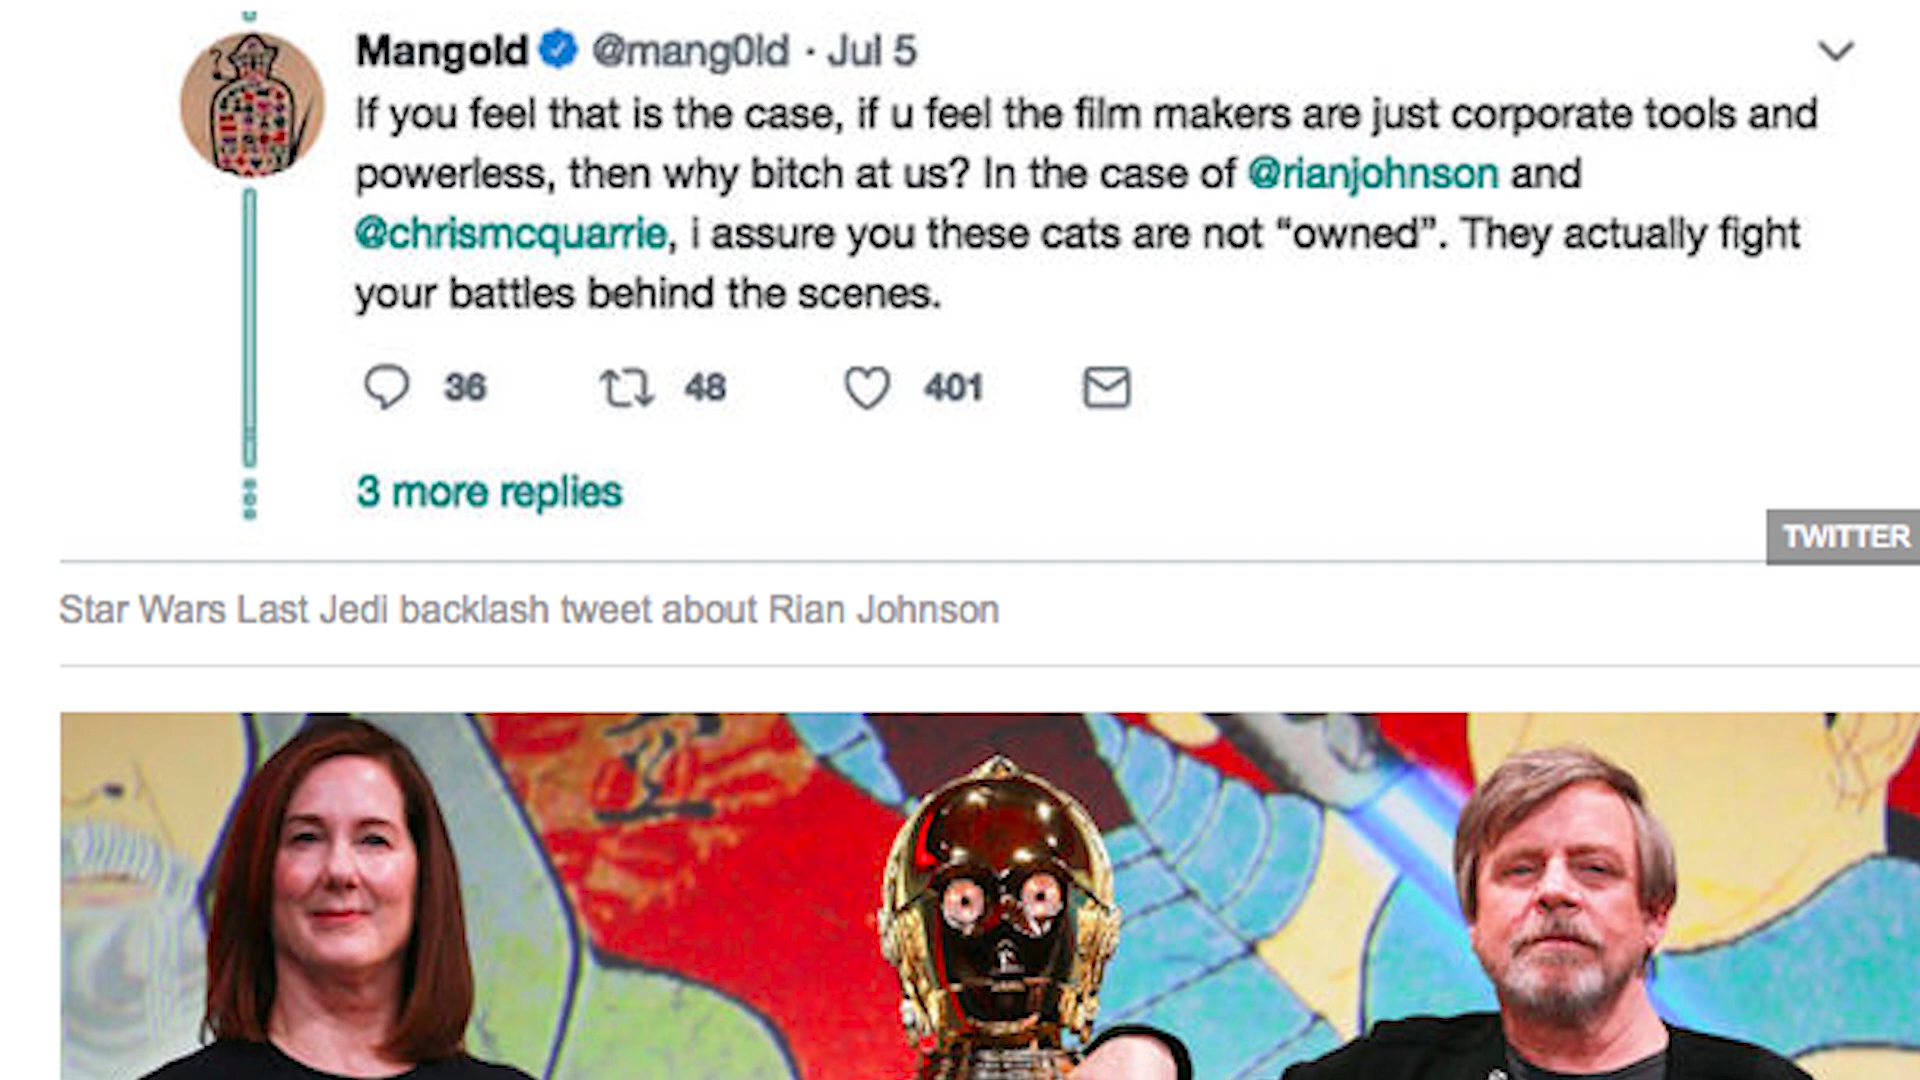 Mangold @mang0ld · Jul 5
If you feel that is the case, if u feel the film makers are just corporate tools and
powerless, then why bitch at us? In the case of @rianjohnson and
@chrismcquarrie, i assure you these cats are not “owned”. They actually fight
your battles behind the scenes.
36 48 401
3 more replies
TWITTER
Star Wars Last Jedi backlash tweet about Rian Johnson